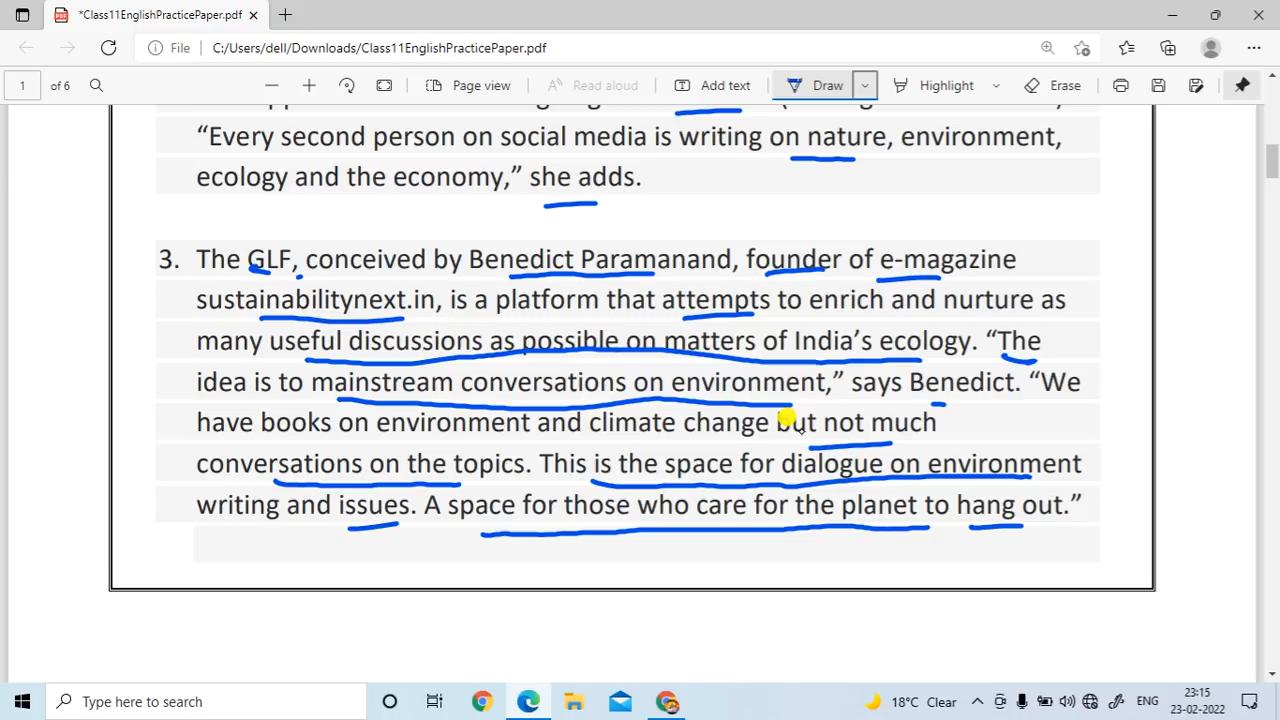 *ClassIIEnglishPracticePaper.pdf
File
C:/Users/dell/Downloads/Class11EnglishPracticePaper.pdf
1 of 6
Page view
Read aloud
Add text
Draw
Highlight
Erase
“Every second person on social media is writing on nature, environment,
ecology and the economy,” she adds.
3. The GLF, conceived by Benedict Paramanand, founder of e-magazine
sustainabilitynext.in, is a platform that attempts to enrich and nurture as
many useful discussions as possible on matters of India’s ecology. “The
idea is to mainstream conversations on environment,” says Benedict. “We
have books on environment and climate change but not much
conversations on the topics. This is the space for dialogue on environment
writing and issues. A space for those who care for the planet to hang out.”
Type here to search
18°C Clear
ENG
23:15
23-02-2022